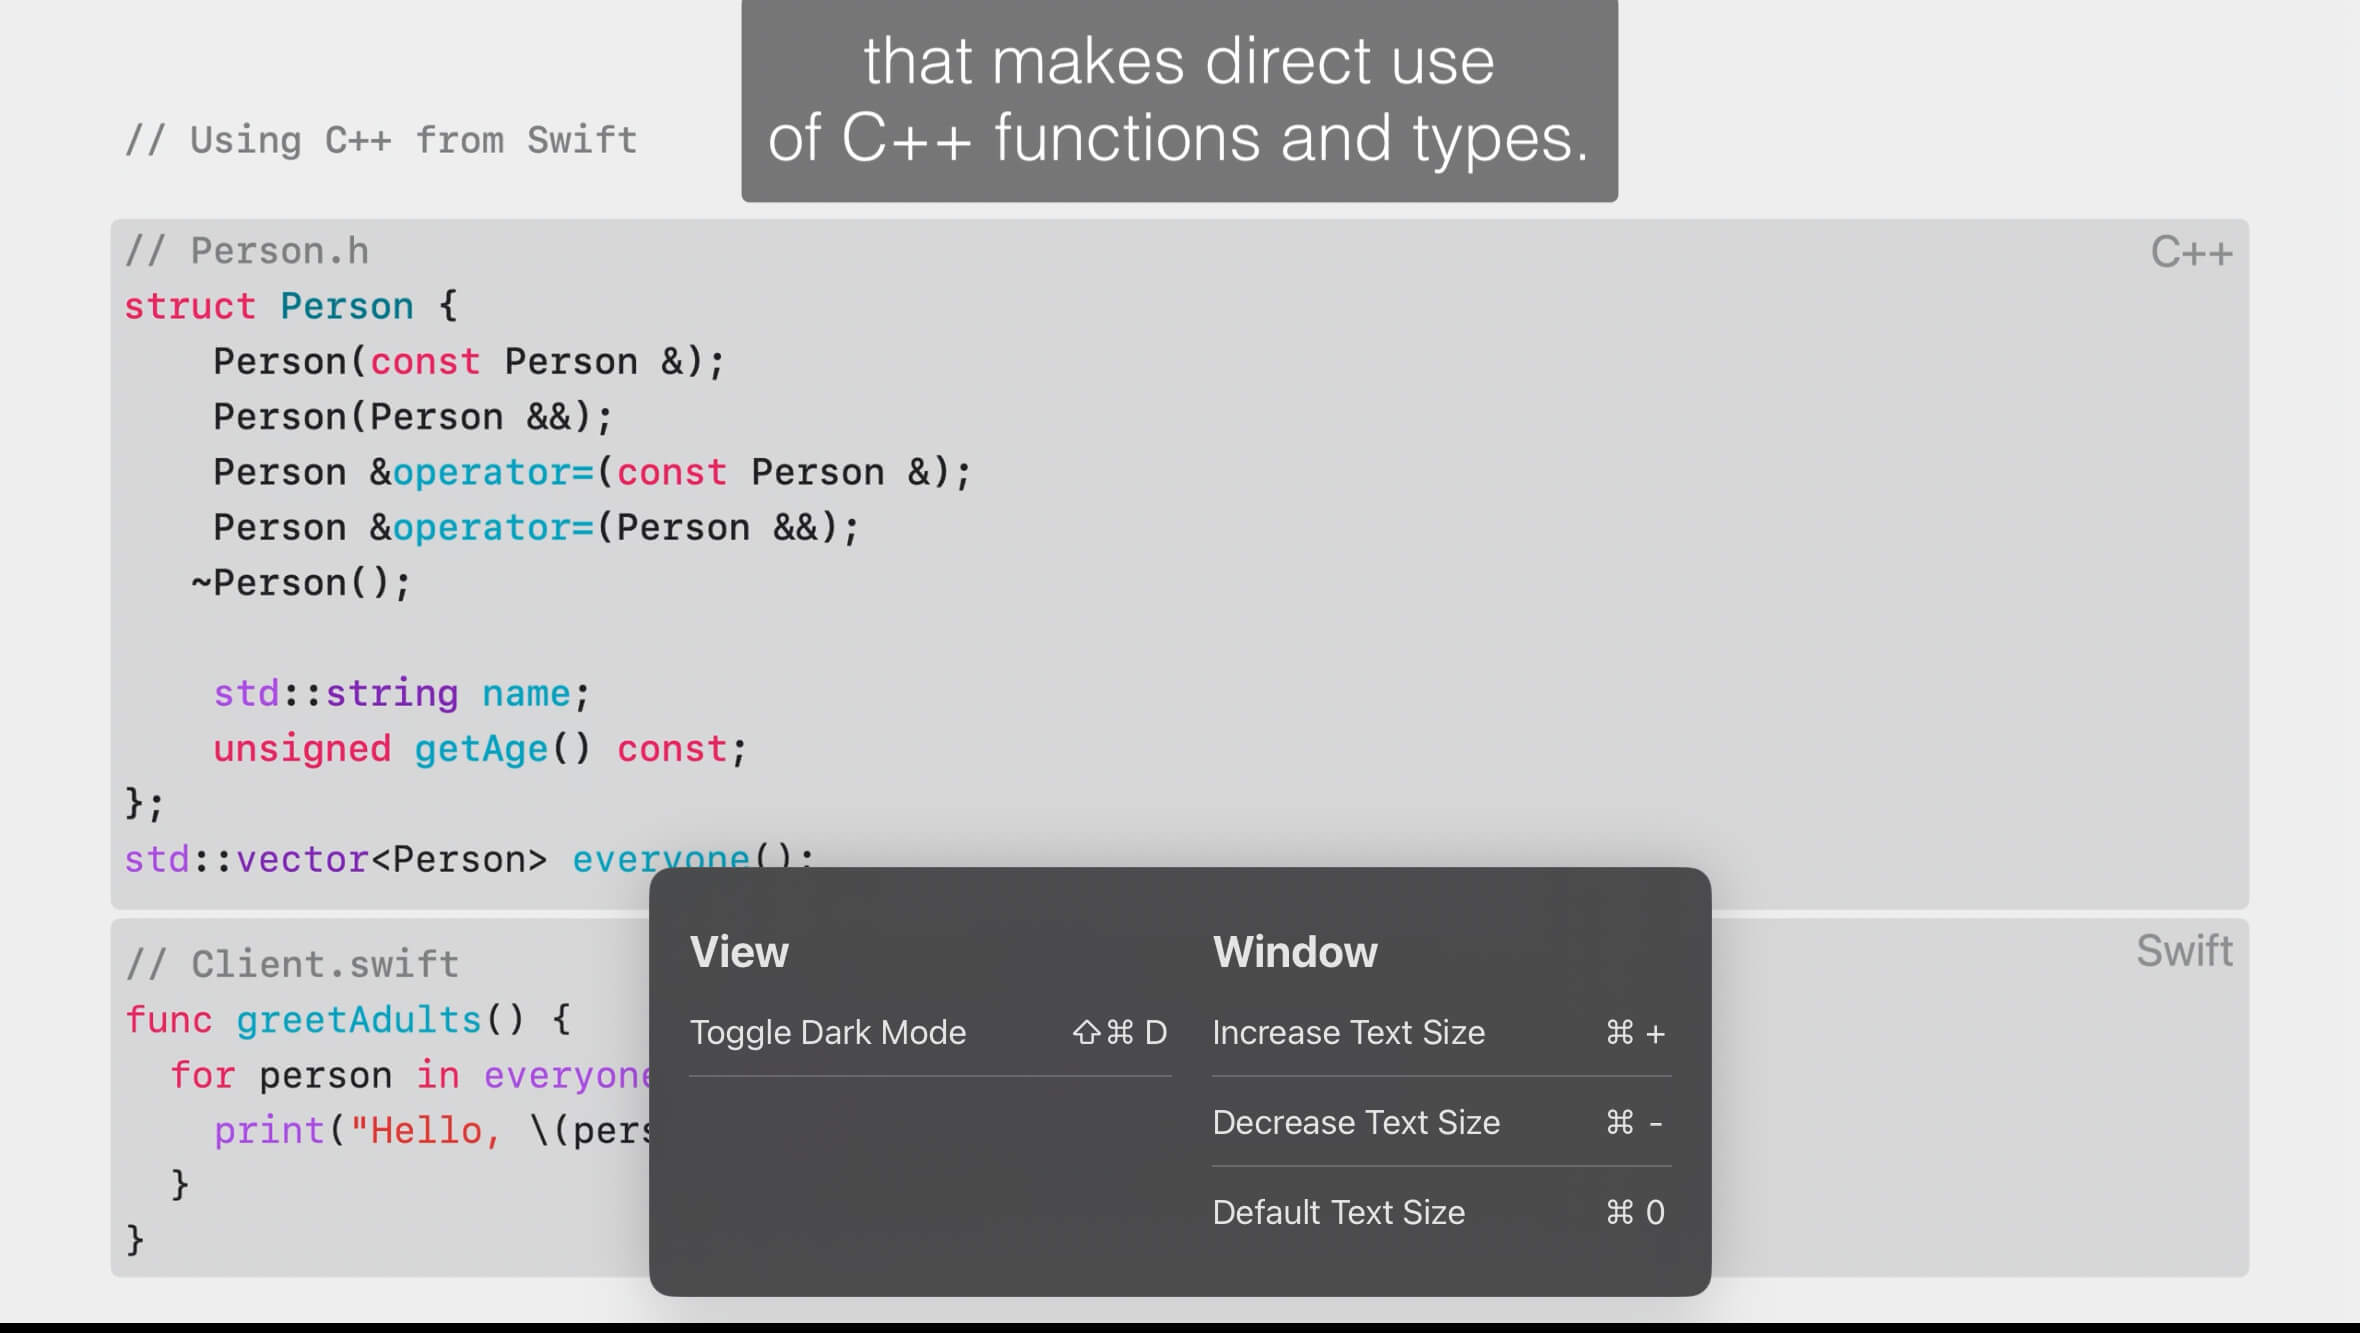 that makes direct use
of C++ functions and types.
// Using C++ from Swift
// Person.h
C++
struct Person {
Person(const Person &);
Person(Person &&);
Person &operator=(const Person &);
Person &operator=(Person &&);
~Person();
std::string name;
unsigned getAge() const;
};
std::vector<Person> everyone();
// Client.swift
Swift
func greetAdults() {
for person in everyone
print("Hello, \(pers
}
}
View
Toggle Dark Mode ⇧⌘ D
Window
Increase Text Size ⌘ +
Decrease Text Size ⌘ -
Default Text Size ⌘ 0